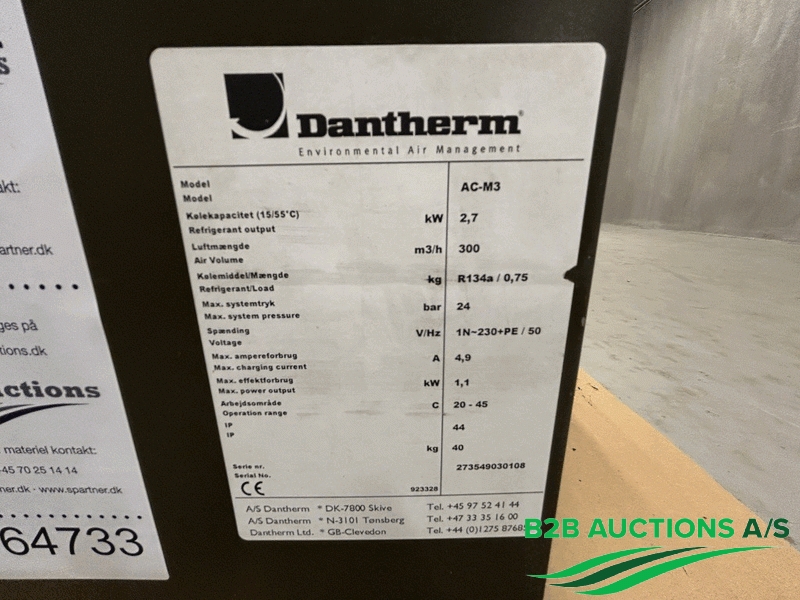 Dantherm
Environmental Air Management
Model AC-M3
Model
Kølekapacitet (15/55°C) kW 2,7
Refrigerant output
Luftmængde m3/h 300
Air Volume
Kølemiddel/Mængde kg R134a / 0,75
Refrigerant/Load
Max. systemtryk bar 24
Max. system pressure
Spænding V/Hz 1N~230+PE / 50
Voltage
Max. ampereforbrug A 4,9
Max. charging current
Max. effektforbrug kW 1,1
Max. power output
Arbejdsområde C 20 - 45
Operation range
IP 44
IP
kg 40
Serie nr. 273549030108
Serial No.
CE 923328
A/S Dantherm * DK-7800 Skive Tel. +45 97 52 41 44
A/S Dantherm * N-3101 Tønsberg Tel. +47 33 35 16 00
Dantherm Ltd. * GB-Clevedon Tel. +44 (0)1275 8768
akt:
partner.dk
ges på
tions.dk
ctions
materiel kontakt:
+45 70 25 14 14
ner.dk - www.spartner.dk
64733
B2B AUCTIONS A/S